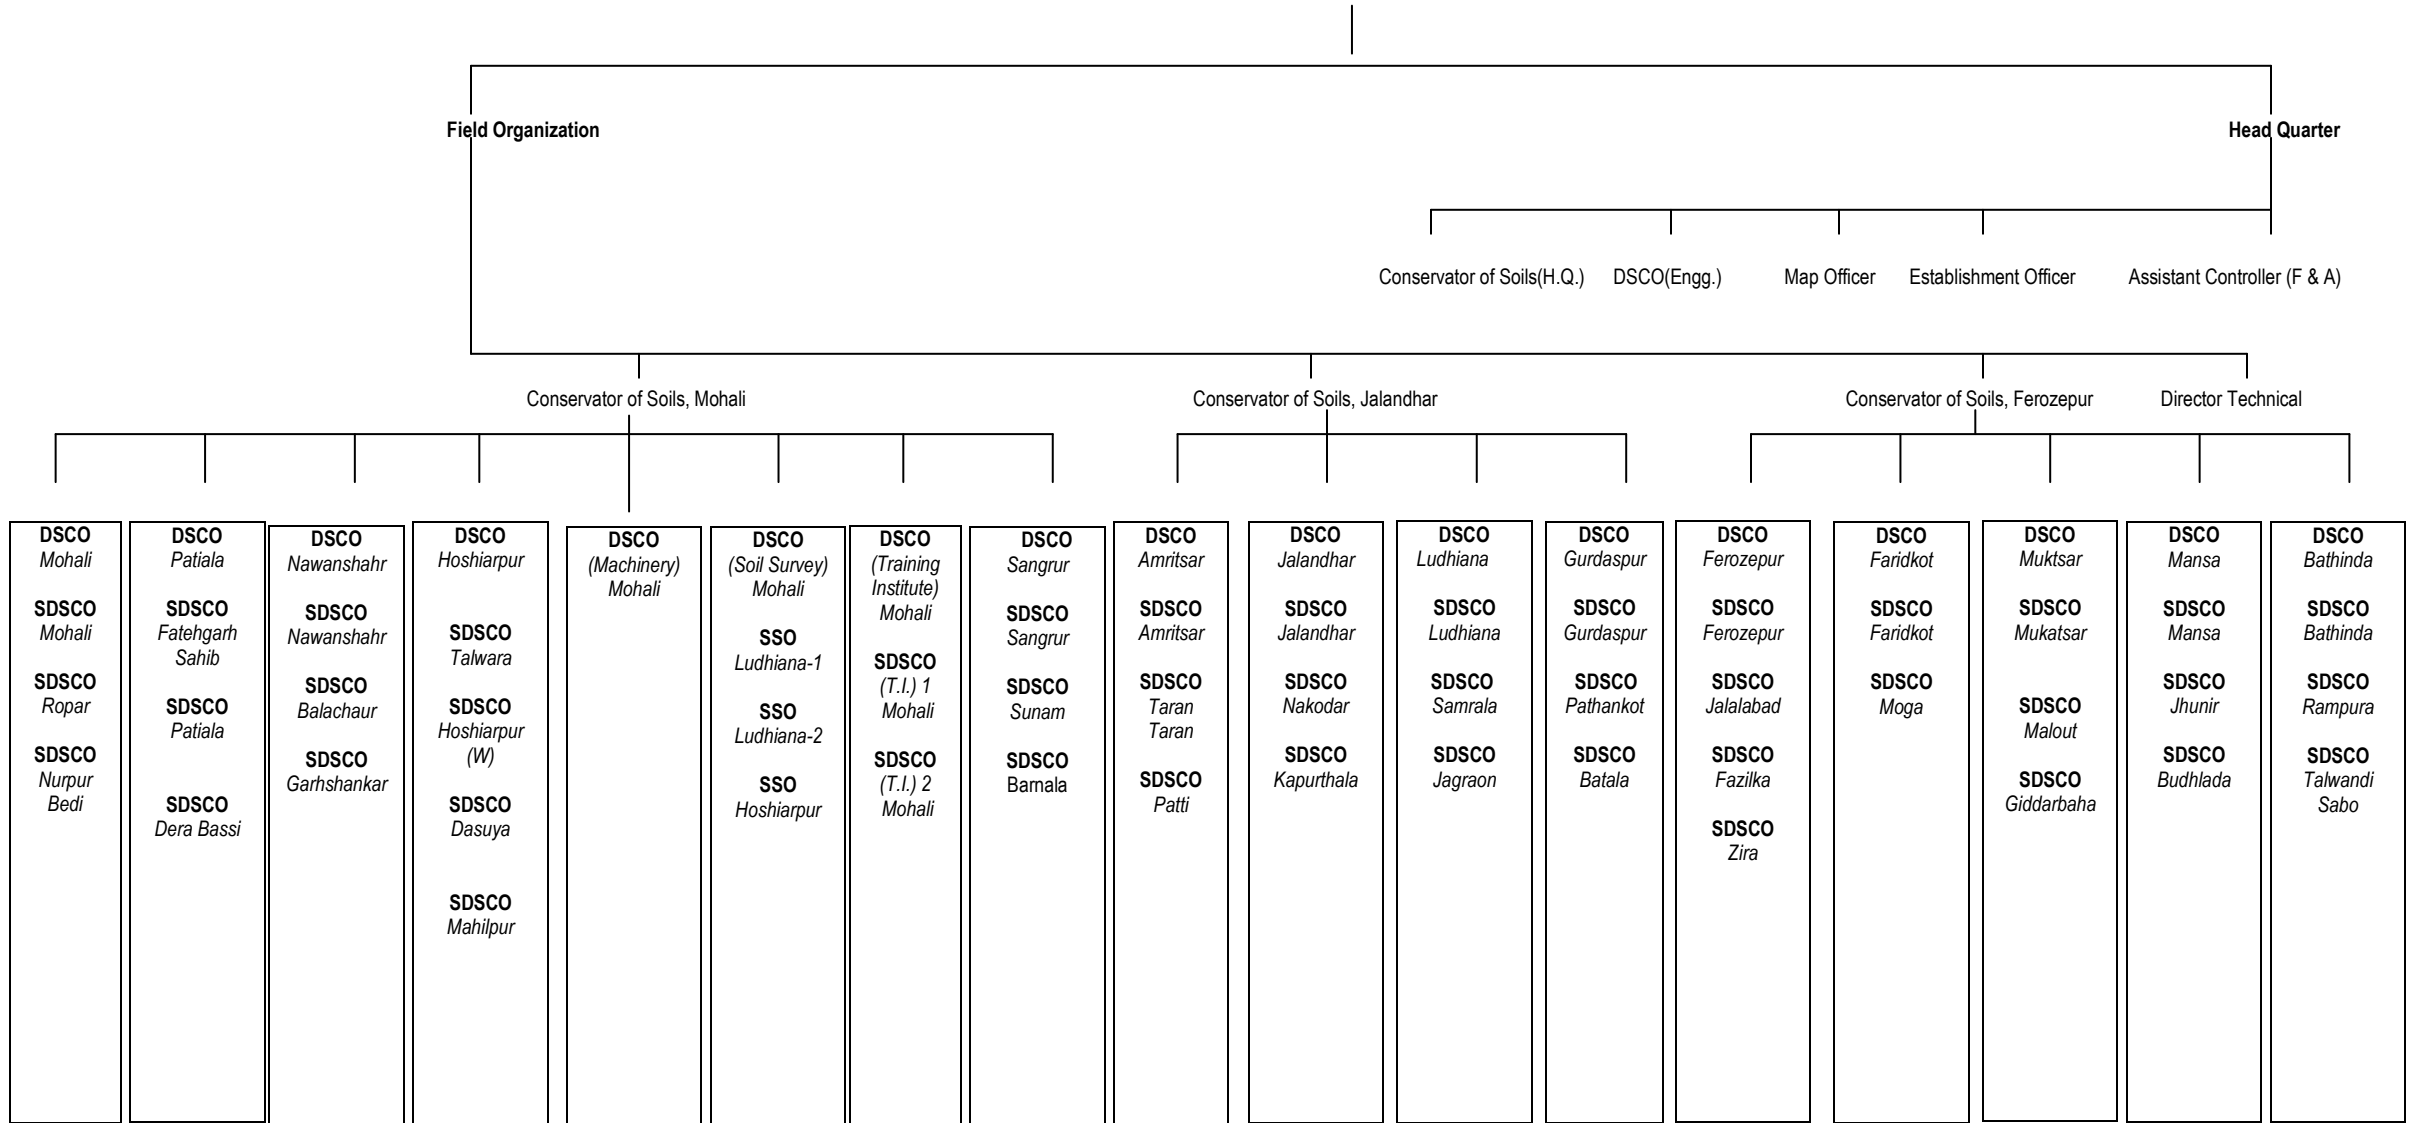 Field Organization
Head Quarter
Conservator of Soils(H.Q.)
DSCO(Engg.)
Map Officer
Establishment Officer
Assistant Controller (F & A)
Conservator of Soils, Mohali
Conservator of Soils, Jalandhar
Conservator of Soils, Ferozepur
Director Technical
DSCO
Mohali
SDSCO
Mohali
SDSCO
Ropar
SDSCO
Nurpur
Bedi
DSCO
Patiala
SDSCO
Fatehgarh
Sahib
SDSCO
Patiala
SDSCO
Dera Bassi
DSCO
Nawanshahr
SDSCO
Nawanshahr
SDSCO
Balachaur
SDSCO
Garhshankar
DSCO
Hoshiarpur
SDSCO
Talwara
SDSCO
Hoshiarpur
(W)
SDSCO
Dasuya
SDSCO
Mahilpur
DSCO
(Machinery)
Mohali
DSCO
(Soil Survey)
Mohali
SSO
Ludhiana-1
SSO
Ludhiana-2
SSO
Hoshiarpur
DSCO
(Training
Institute)
Mohali
SDSCO
(T.I.) 1
Mohali
SDSCO
(T.I.) 2
Mohali
DSCO
Sangrur
SDSCO
Sangrur
SDSCO
Sunam
SDSCO
Barnala
DSCO
Amritsar
SDSCO
Amritsar
SDSCO
Taran
Taran
SDSCO
Patti
DSCO
Jalandhar
SDSCO
Jalandhar
SDSCO
Nakodar
SDSCO
Kapurthala
DSCO
Ludhiana
SDSCO
Ludhiana
SDSCO
Samrala
SDSCO
Jagraon
DSCO
Gurdaspur
SDSCO
Gurdaspur
SDSCO
Pathankot
SDSCO
Batala
DSCO
Ferozepur
SDSCO
Ferozepur
SDSCO
Jalalabad
SDSCO
Fazilka
SDSCO
Zira
DSCO
Faridkot
SDSCO
Faridkot
SDSCO
Moga
DSCO
Muktsar
SDSCO
Mukatsar
SDSCO
Malout
SDSCO
Giddarbaha
DSCO
Mansa
SDSCO
Mansa
SDSCO
Jhunir
SDSCO
Budhlada
DSCO
Bathinda
SDSCO
Bathinda
SDSCO
Rampura
SDSCO
Talwandi
Sabo